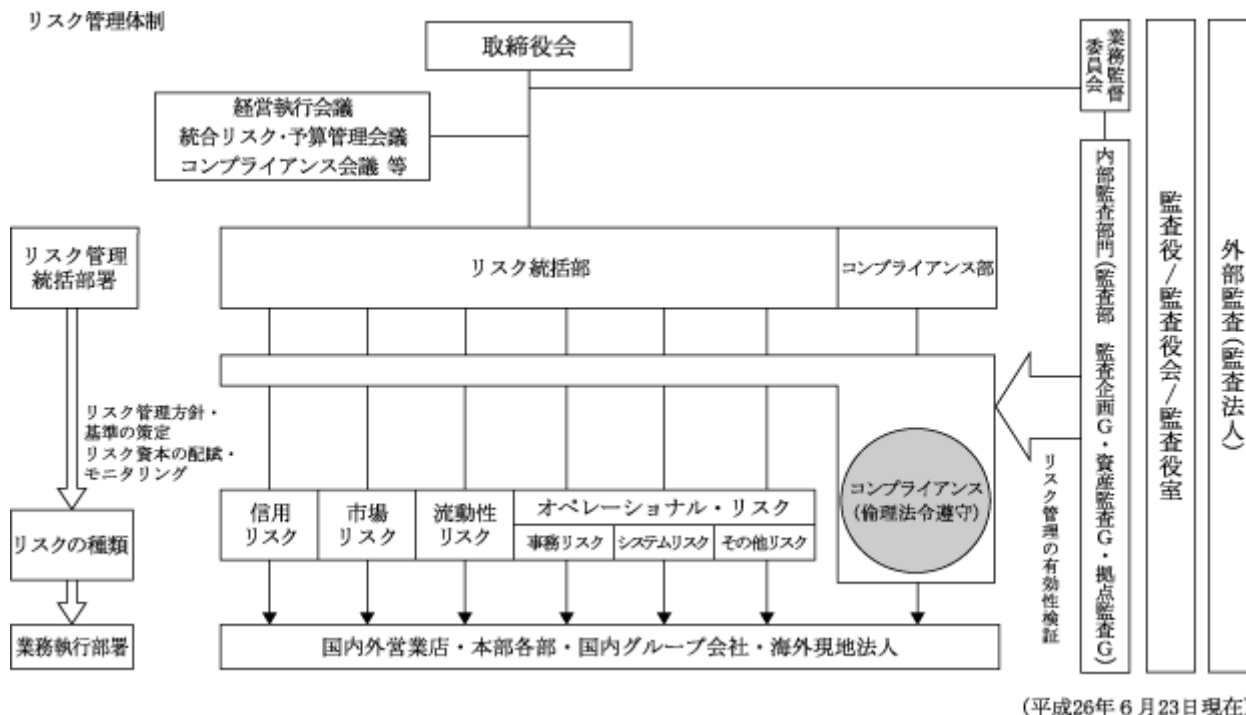 リスク管理体制
取締役会
業務監督
委員会
経営執行会議
統合リスク・予算管理会議
コンプライアンス会議 等
リスク管理
統括部署
リスク統括部
コンプライアンス部
内部監査部門(監査部 監査企画G・資産監査G・拠点監査G)
監査役/監査役会/監査役室
外部監査(監査法人)
リスク管理方針・
基準の策定
リスク資本の配賦・
モニタリング
リスク管理の有効性検証
リスクの種類
信用
リスク
市場
リスク
流動性
リスク
オペレーショナル・リスク
事務リスク
システムリスク
その他リスク
コンプライアンス
(倫理法令遵守)
業務執行部署
国内外営業店・本部各部・国内グループ会社・海外現地法人
(平成26年6月23日現在)